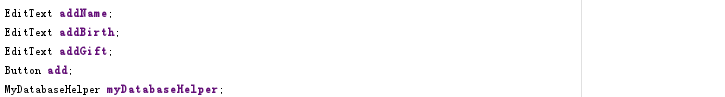 EditText addName;
EditText addBirth;
EditText addGift;
Button add;
MyDatabaseHelper myDatabaseHelper;